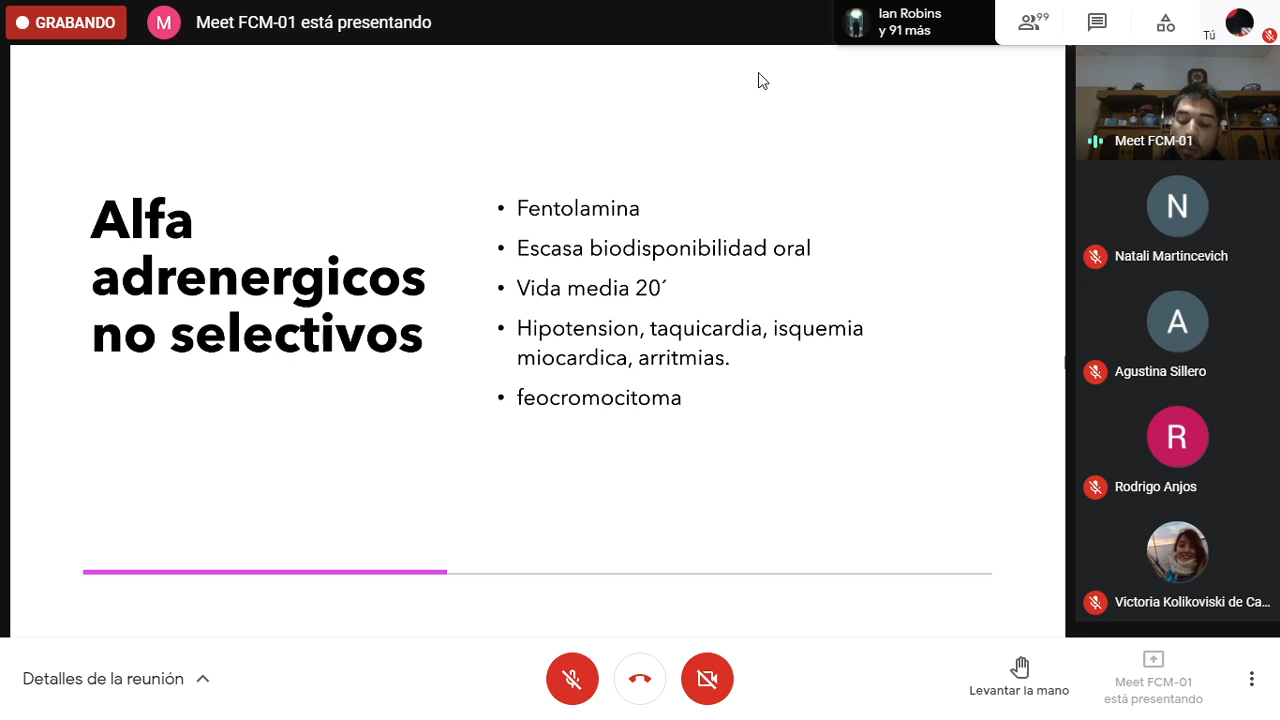 GRABANDO
M
Meet FCM-01 está presentando
Ian Robins
y 91 más
99
Tú
Alfa
adrenergicos
no selectivos
• Fentolamina
• Escasa biodisponibilidad oral
• Vida media 20´
• Hipotension, taquicardia, isquemia
miocardica, arritmias.
• feocromocitoma
Meet FCM-01
N
Natali Martincevich
A
Agustina Sillero
R
Rodrigo Anjos
Victoria Kolikoviski de Ca...
Detalles de la reunión
Levantar la mano
Meet FCM-01
está presentando